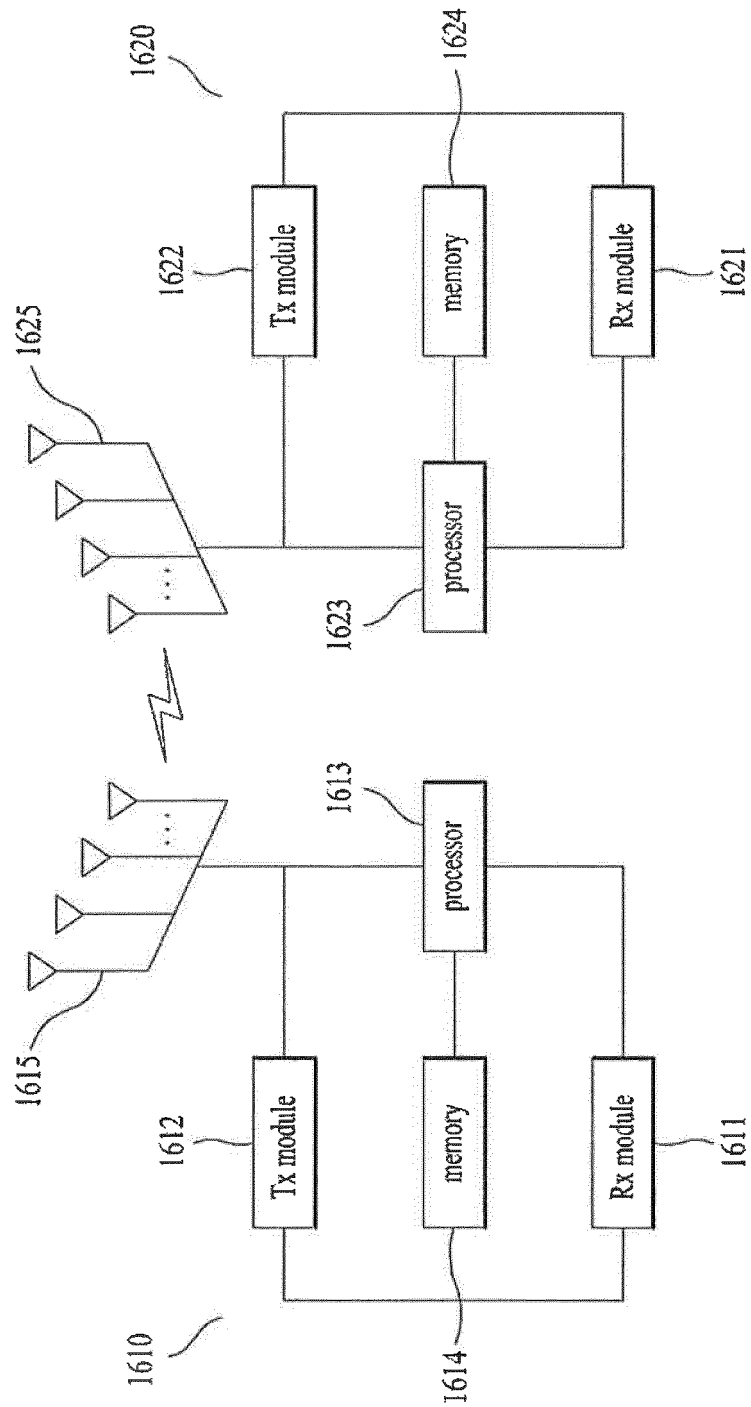 1610
1615
1625
1620
1612
Tx module
1622
Tx module
1614
memory
1613
processor
1623
processor
1624
memory
1611
Rx module
1621
Rx module